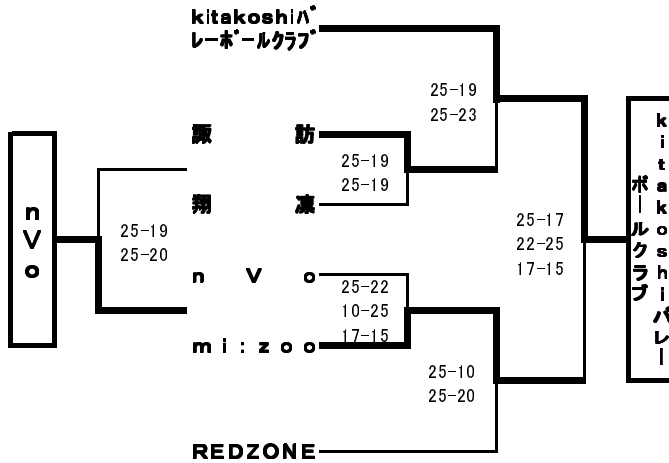 kitakoshiバ
レーボールクラブ
25-19
25-23
諏訪
25-19
25-19
翔凛
nVo
25-19
25-20
25-17
22-25
17-15
kitakoshiバレー
ボールクラブ
nVo
25-22
10-25
17-15
mi:zoo
25-10
25-20
REDZONE